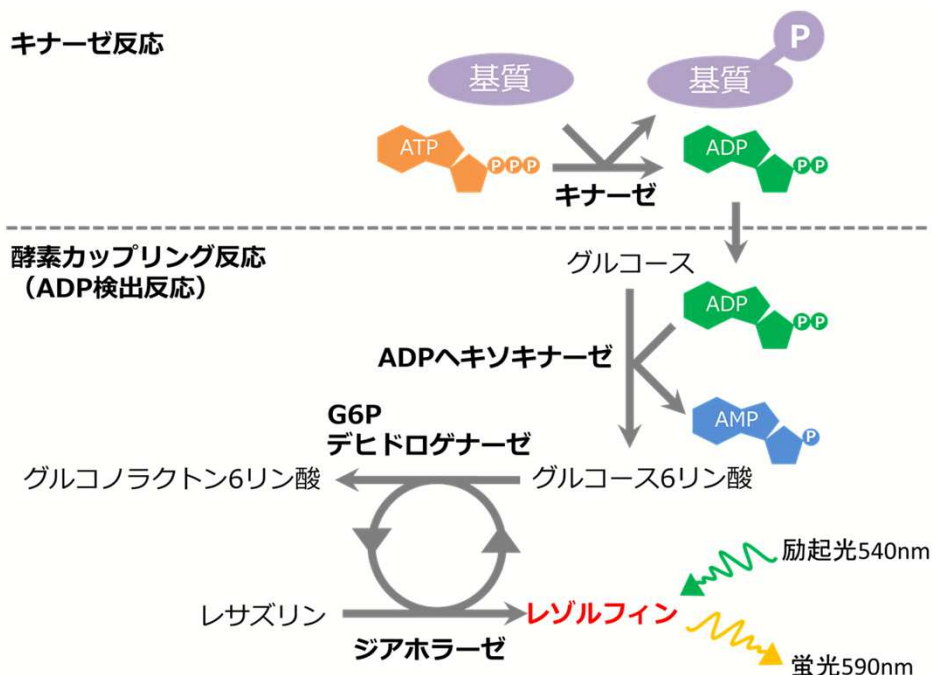 キナーゼ反応
基質
基質
P
ATP
PPP
ADP
PP
キナーゼ
酵素カップリング反応
（ADP検出反応）
グルコース
ADP
PP
ADPヘキソキナーゼ
AMP
P
G6P
デヒドロゲナーゼ
グルコノラクトン6リン酸
グルコース6リン酸
励起光540nm
レサズリン
レゾルフィン
ジアホラーゼ
蛍光590nm